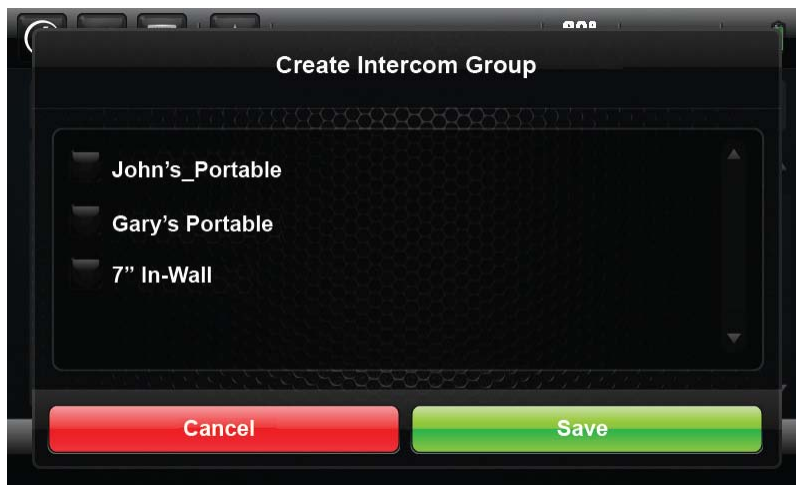 Create Intercom Group
John’s_Portable
Gary’s Portable
7” In-Wall
Cancel
Save